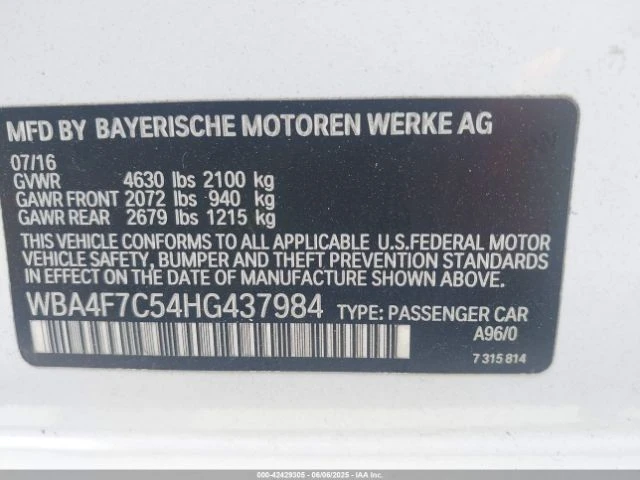 MFD BY BAYERISCHE MOTOREN WERKE AG
07/16
GVWR 4630 lbs 2100 kg
GAWR FRONT 2072 lbs 940 kg
GAWR REAR 2679 lbs 1215 kg
THIS VEHICLE CONFORMS TO ALL APPLICABLE U.S.FEDERAL MOTOR
VEHICLE SAFETY, BUMPER AND THEFT PREVENTION STANDARDS
IN EFFECT ON THE DATE OF MANUFACTURE SHOWN ABOVE.
WBA4F7C54HG437984 TYPE: PASSENGER CAR
A96/0
7 315 814
000-42429305 - 06/06/2025 - IAAI.com